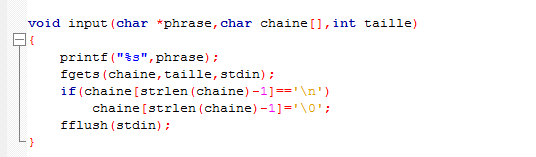 void input(char *phrase,char chaine[],int taille)
{
printf("%s",phrase);
fgets(chaine,taille,stdin);
if(chaine[strlen(chaine)-1]=='\n')
chaine[strlen(chaine)-1]='\0';
fflush(stdin);
}